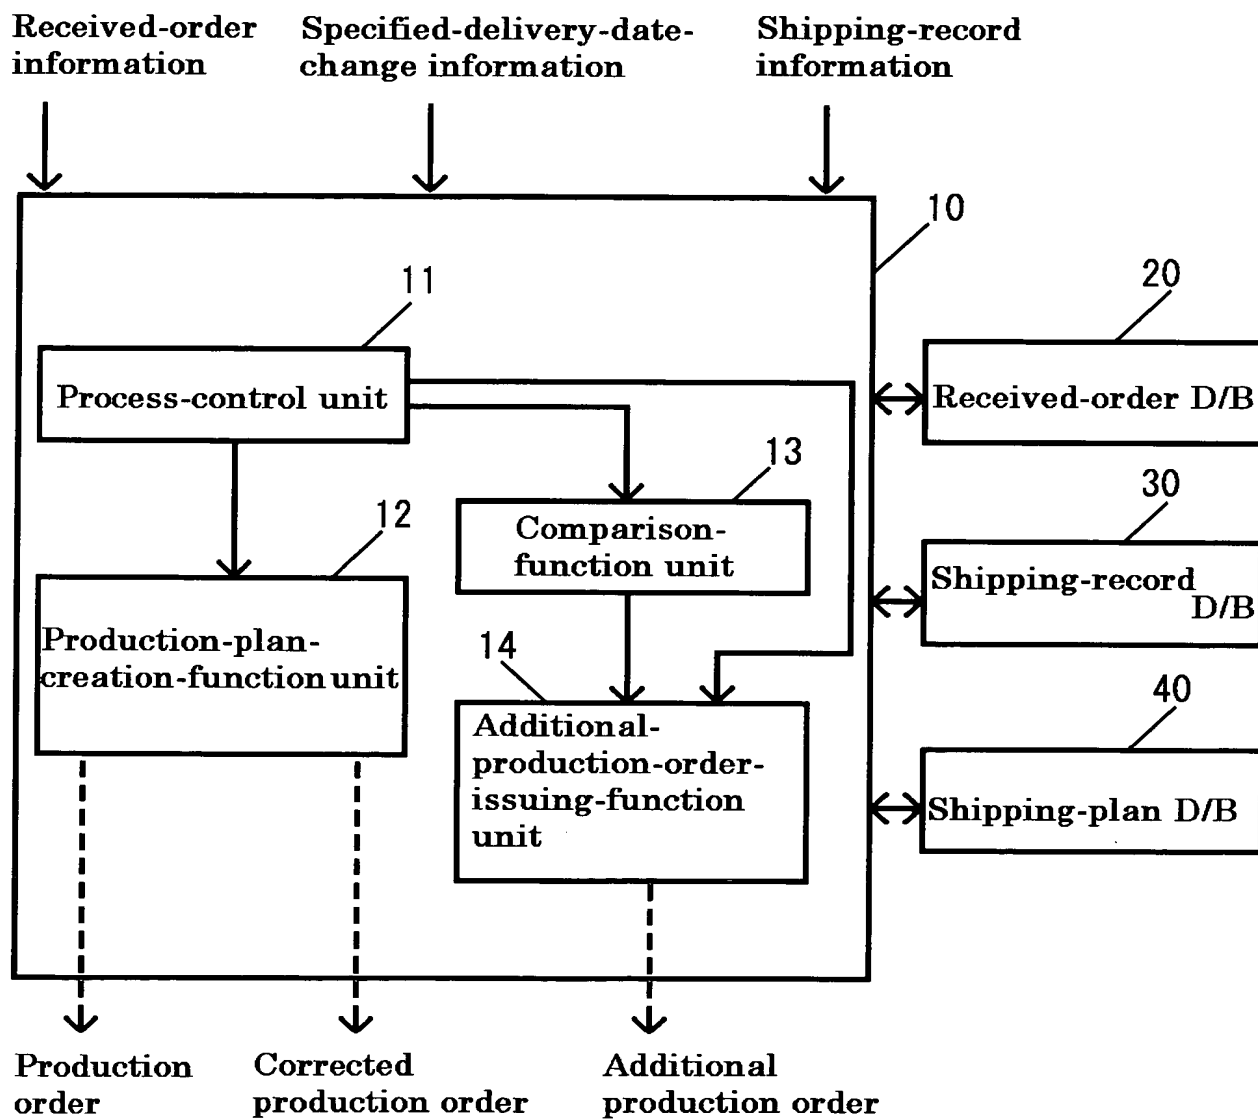 Received-order
information
Specified-delivery-date-
change information
Shipping-record
information
10
11
20
Process-control unit
Received-order D/B
13
12
30
Comparison-
function unit
Shipping-record
D/B
Production-plan-
creation-function unit
14
40
Additional-
production-order-
issuing-function
unit
Shipping-plan D/B
Production
order
Corrected
production order
Additional
production order